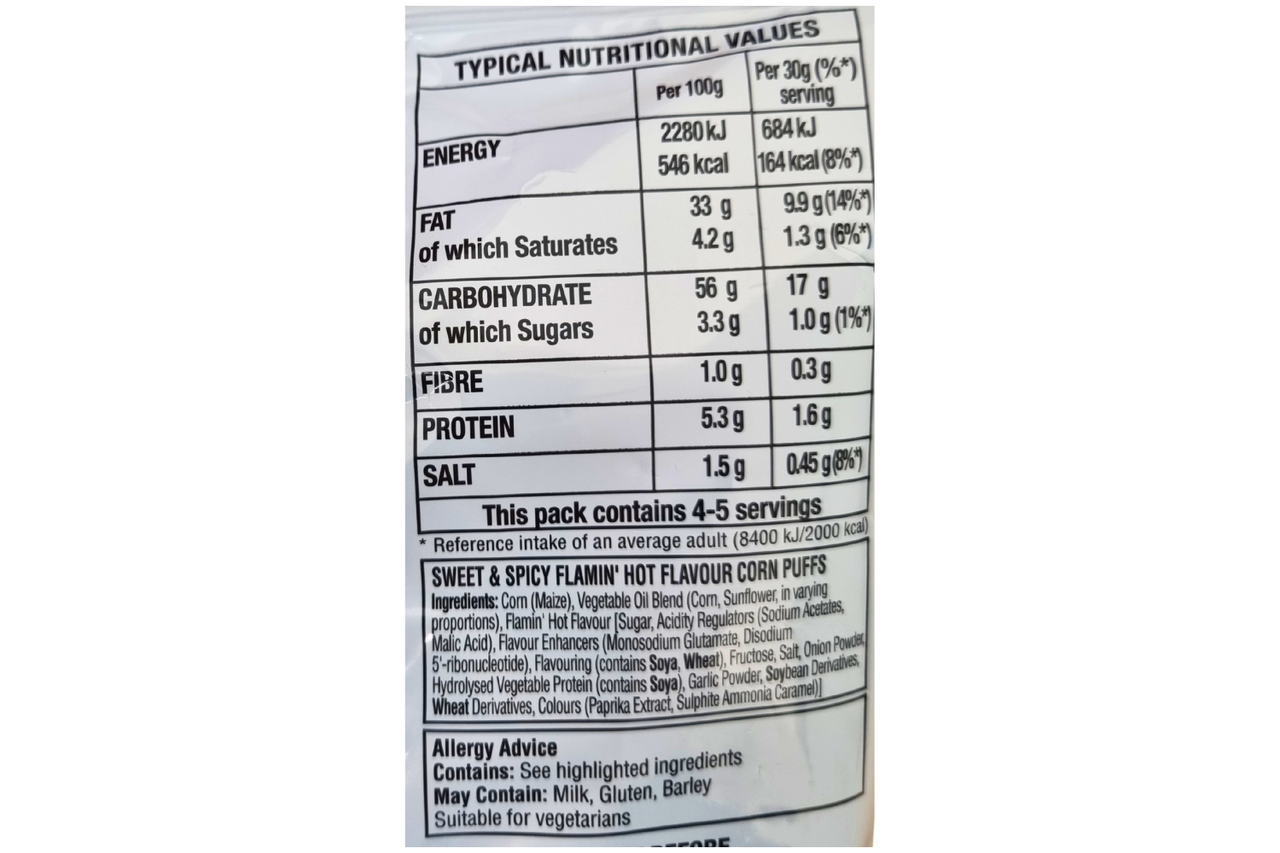 TYPICAL NUTRITIONAL VALUES
Per 100g Per 30g (%*) serving
ENERGY 2280 kJ 684 kJ
546 kcal 164 kcal (8%*)
FAT 33 g 9.9 g (14%*)
of which Saturates 4.2 g 1.3 g (6%*)
CARBOHYDRATE 56 g 17 g
of which Sugars 3.3 g 1.0 g (1%*)
FIBRE 1.0 g 0.3 g
PROTEIN 5.3 g 1.6 g
SALT 1.5 g 0.45 g (8%*)
This pack contains 4-5 servings
* Reference intake of an average adult (8400 kJ/2000 kcal)
SWEET & SPICY FLAMIN' HOT FLAVOUR CORN PUFFS
Ingredients: Corn (Maize), Vegetable Oil Blend (Corn, Sunflower, in varying
proportions), Flamin' Hot Flavour [Sugar, Acidity Regulators (Sodium Acetates,
Malic Acid), Flavour Enhancers (Monosodium Glutamate, Disodium
5'-ribonucleotide), Flavouring (contains Soya, Wheat), Fructose, Salt, Onion Powder,
Hydrolysed Vegetable Protein (contains Soya), Garlic Powder, Soybean Derivatives,
Wheat Derivatives, Colours (Paprika Extract, Sulphite Ammonia Caramel)]
Allergy Advice
Contains: See highlighted ingredients
May Contain: Milk, Gluten, Barley
Suitable for vegetarians